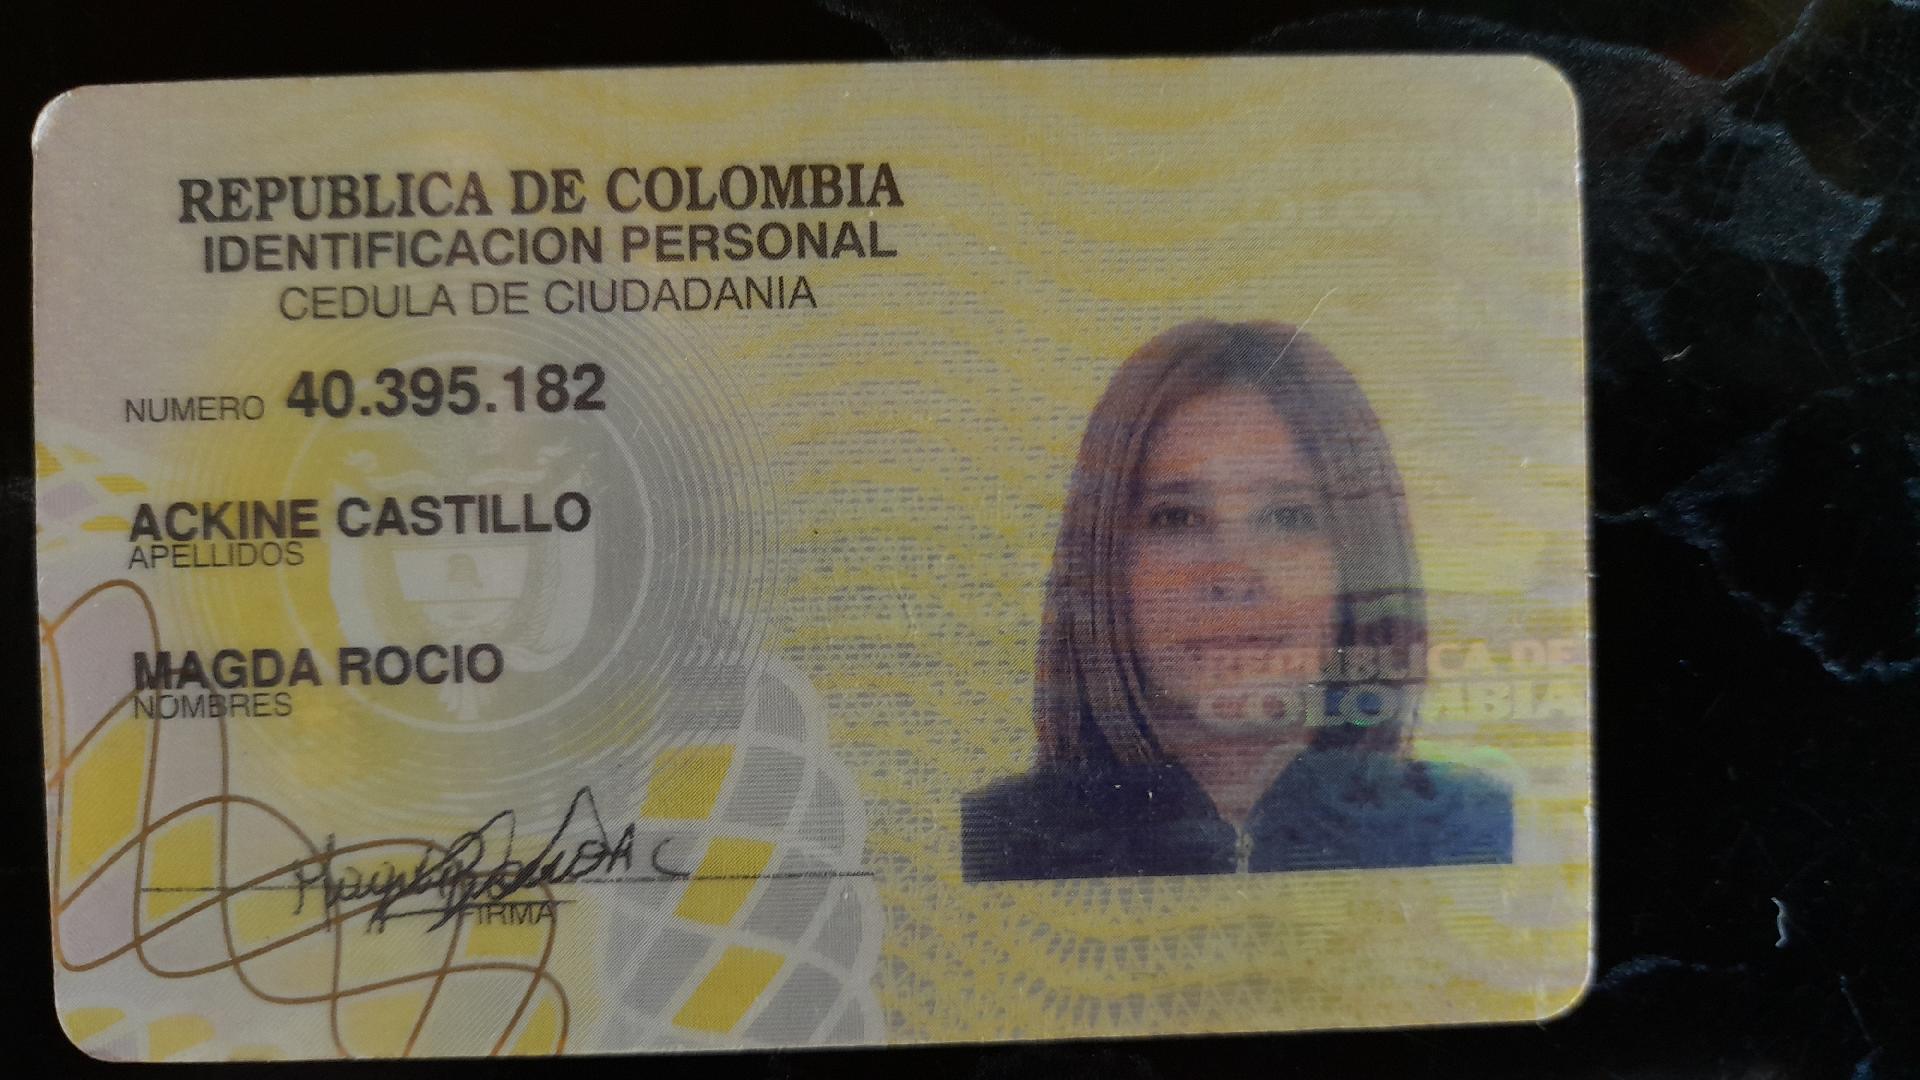 REPUBLICA DE COLOMBIA
IDENTIFICACION PERSONAL
CEDULA DE CIUDADANIA
NUMERO 40.395.182
ACKINE CASTILLO
APELLIDOS
MAGDA ROCIO
NOMBRES
FIRMA
REPUBLICA DE
COLOMBIA